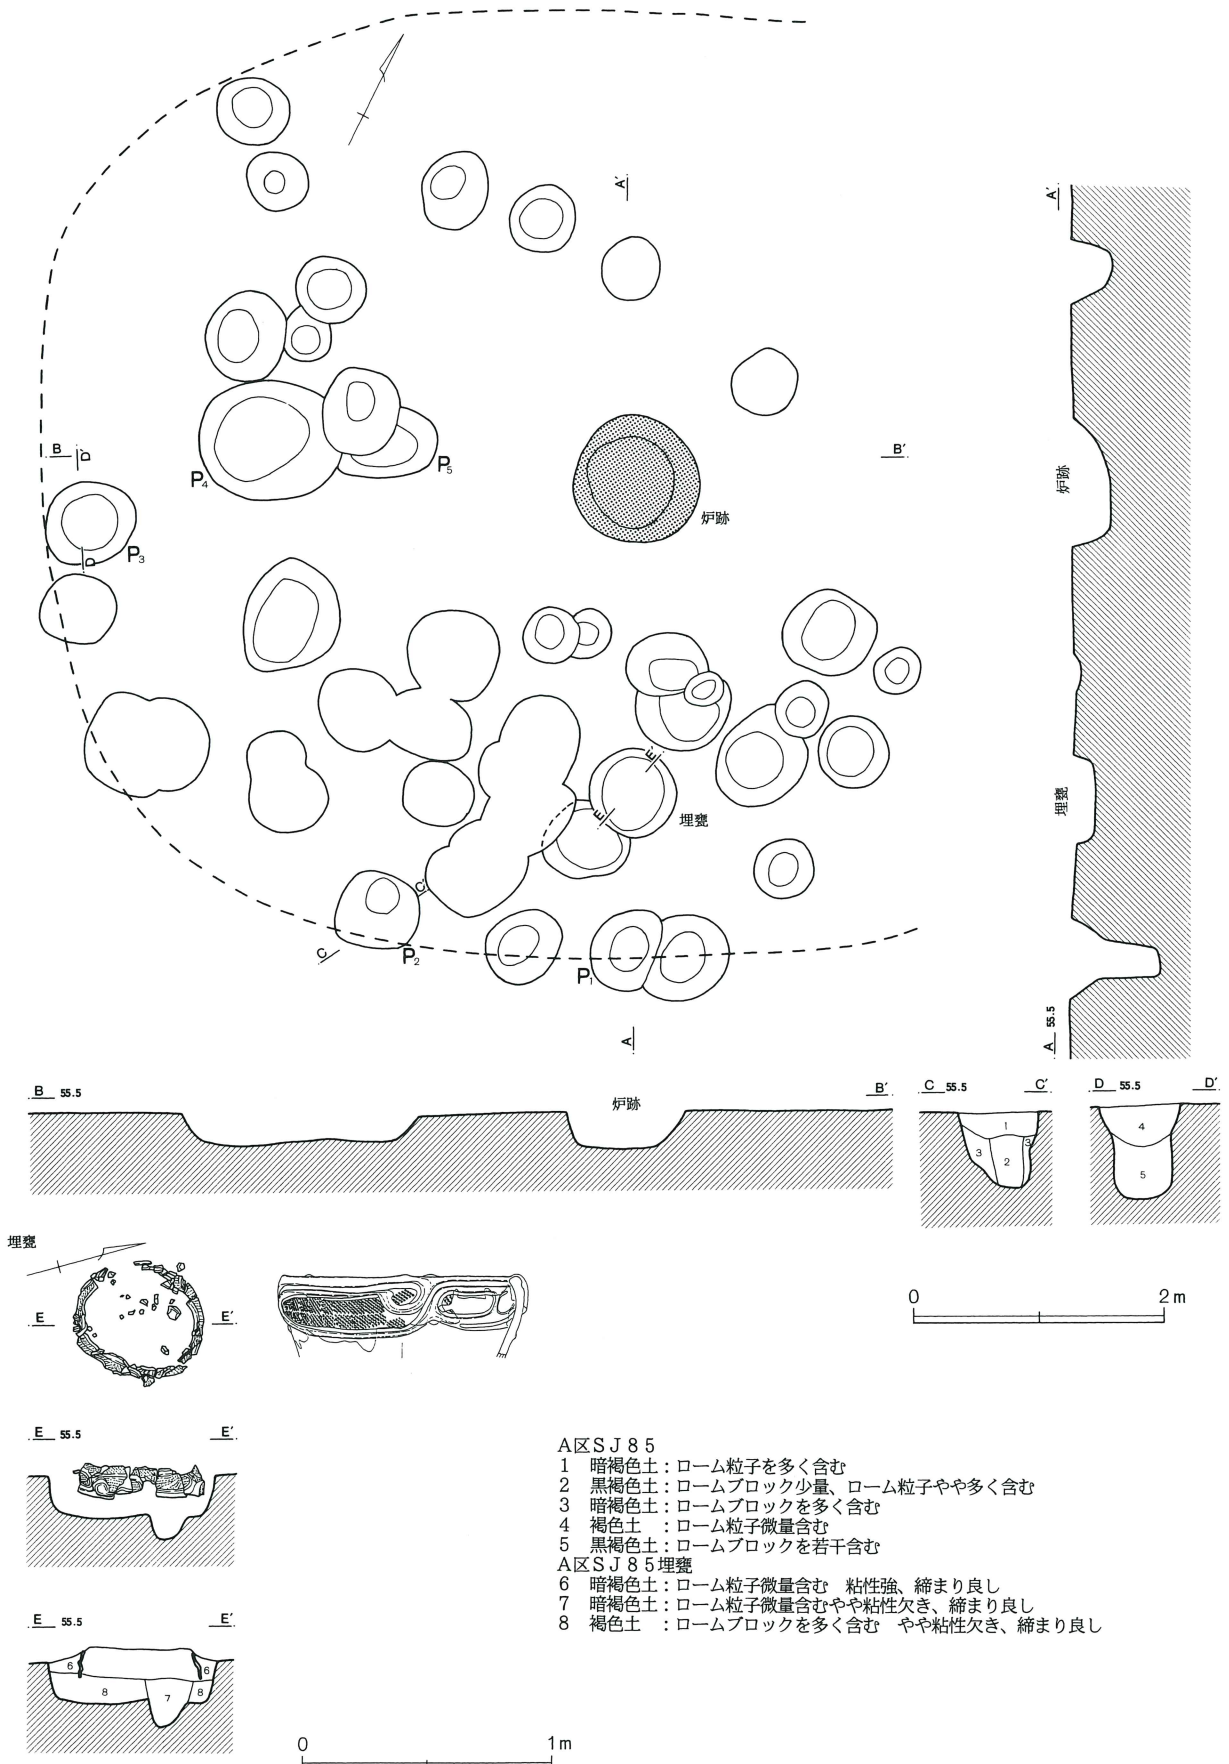 A'
A'
B
D'
B'
P4
P5
炉跡
炉跡
P3
D
E'
E
埋甕
埋甕
C'
C
P2
P1
A
A 55.5
B 55.5
B'
炉跡
C 55.5
C'
D 55.5
D'
1
3
2
3
4
5
埋甕
E
E'
0
2m
E 55.5
E'
A区SJ85
1 暗褐色土：ローム粒子を多く含む
2 黒褐色土：ロームブロック少量、ローム粒子やや多く含む
3 暗褐色土：ロームブロックを多く含む
4 褐色土 ：ローム粒子微量含む
5 黒褐色土：ロームブロックを若干含む
A区SJ85埋甕
6 暗褐色土：ローム粒子微量含む 粘性強、締まり良し
7 暗褐色土：ローム粒子微量含むやや粘性欠き、締まり良し
8 褐色土 ：ロームブロックを多く含む やや粘性欠き、締まり良し
E 55.5
E'
6
6
8
7
8
0
1m